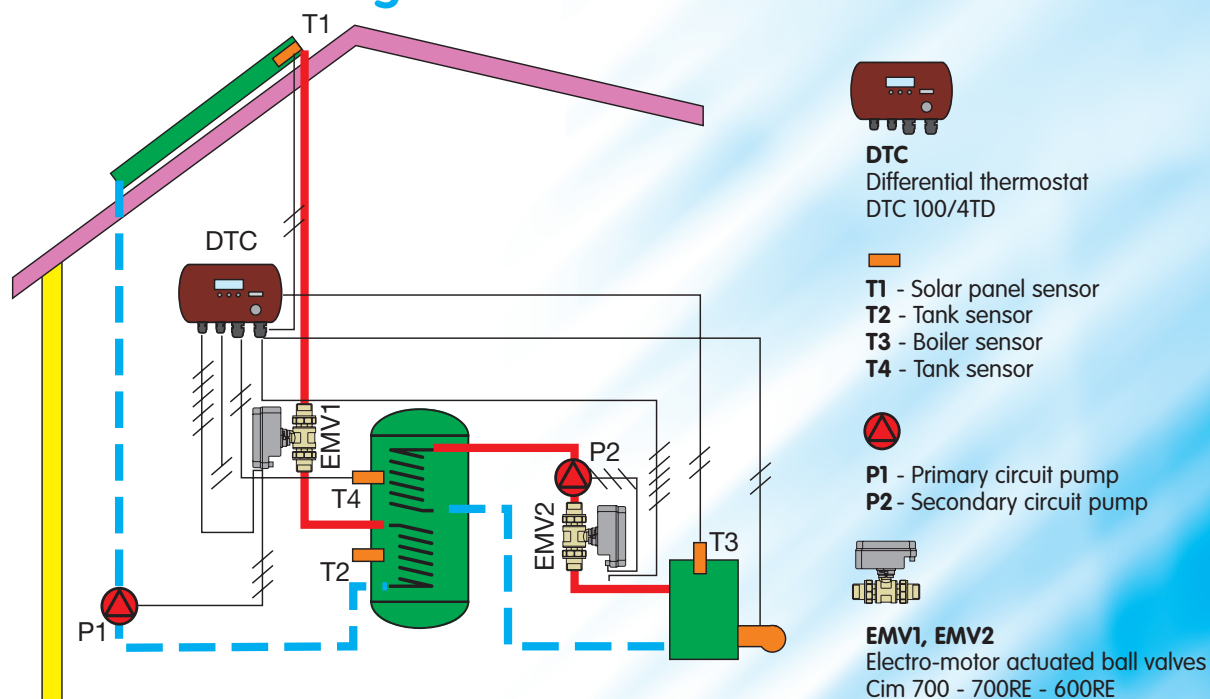 T1
DTC
EMV1
T4
T2
P1
P2
EMV2
T3
DTC
Differential thermostat
DTC 100/4TD
T1 - Solar panel sensor
T2 - Tank sensor
T3 - Boiler sensor
T4 - Tank sensor
P1 - Primary circuit pump
P2 - Secondary circuit pump
EMV1, EMV2
Electro-motor actuated ball valves
Cim 700 - 700RE - 600RE